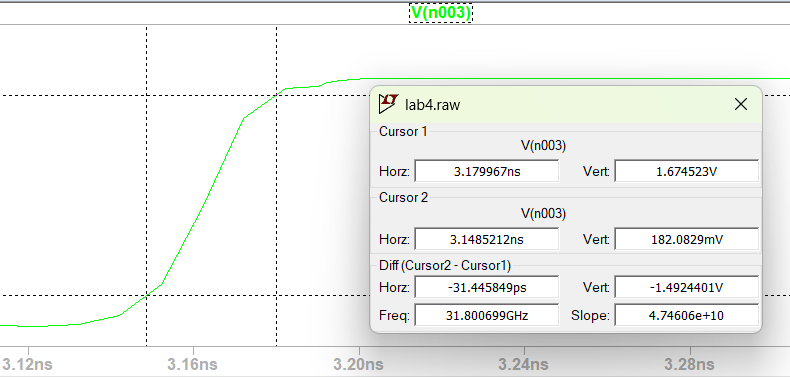 V(n003)
lab4.raw
Cursor 1
V(n003)
Horz: 3.179967ns Vert: 1.674523V
Cursor 2
V(n003)
Horz: 3.1485212ns Vert: 182.0829mV
Diff (Cursor2 - Cursor1)
Horz: -31.445849ps Vert: -1.4924401V
Freq: 31.800699GHz Slope: 4.74606e+10
3.12ns 3.16ns 3.20ns 3.24ns 3.28ns